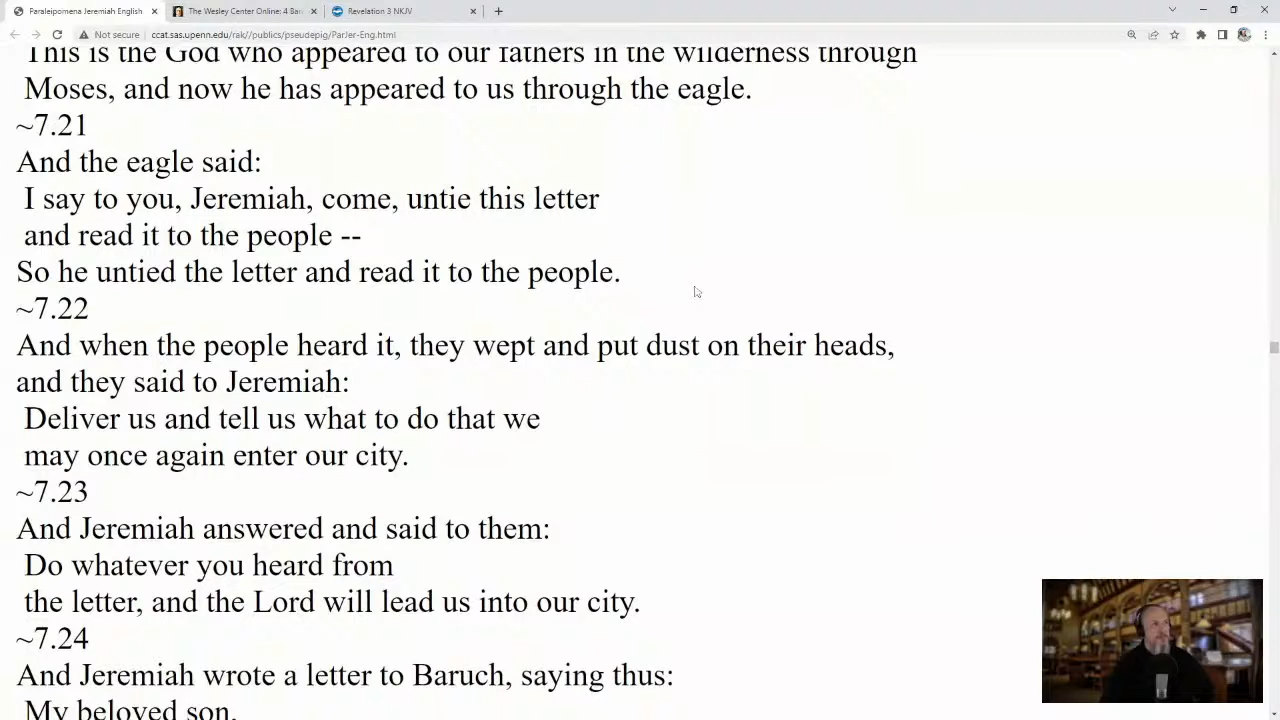 Paraleipomena Jeremiah English
The Wesley Center Online: 4 Bar
Revelation 3 NKJV
Not secure | ccat.sas.upenn.edu/rak//publics/pseudepig/ParJer-Eng.html
This is the God who appeared to our fathers in the wilderness through
Moses, and now he has appeared to us through the eagle.
~7.21
And the eagle said:
I say to you, Jeremiah, come, untie this letter
and read it to the people --
So he untied the letter and read it to the people.
~7.22
And when the people heard it, they wept and put dust on their heads,
and they said to Jeremiah:
Deliver us and tell us what to do that we
may once again enter our city.
~7.23
And Jeremiah answered and said to them:
Do whatever you heard from
the letter, and the Lord will lead us into our city.
~7.24
And Jeremiah wrote a letter to Baruch, saying thus:
My beloved son,